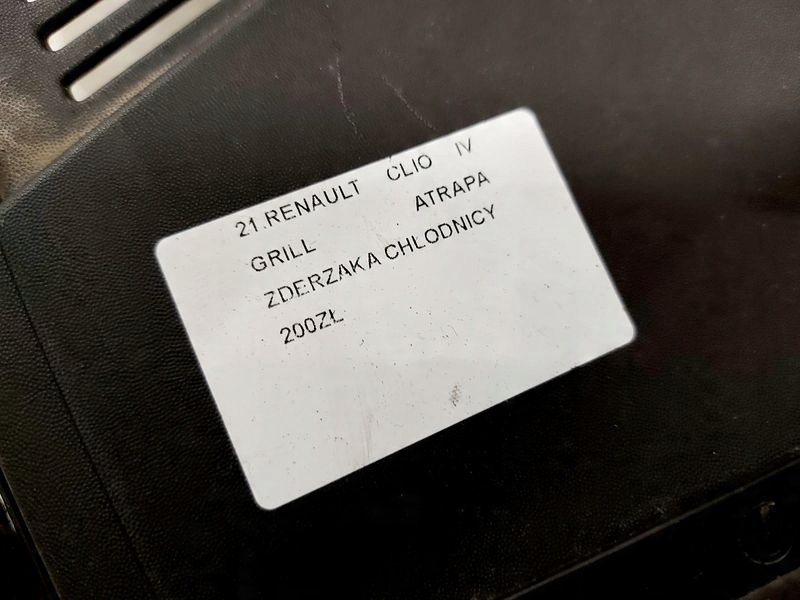 21.RENAULT CLIO IV
GRILL ATRAPA
ZDERZAKA CHLODNICY
200ZŁ